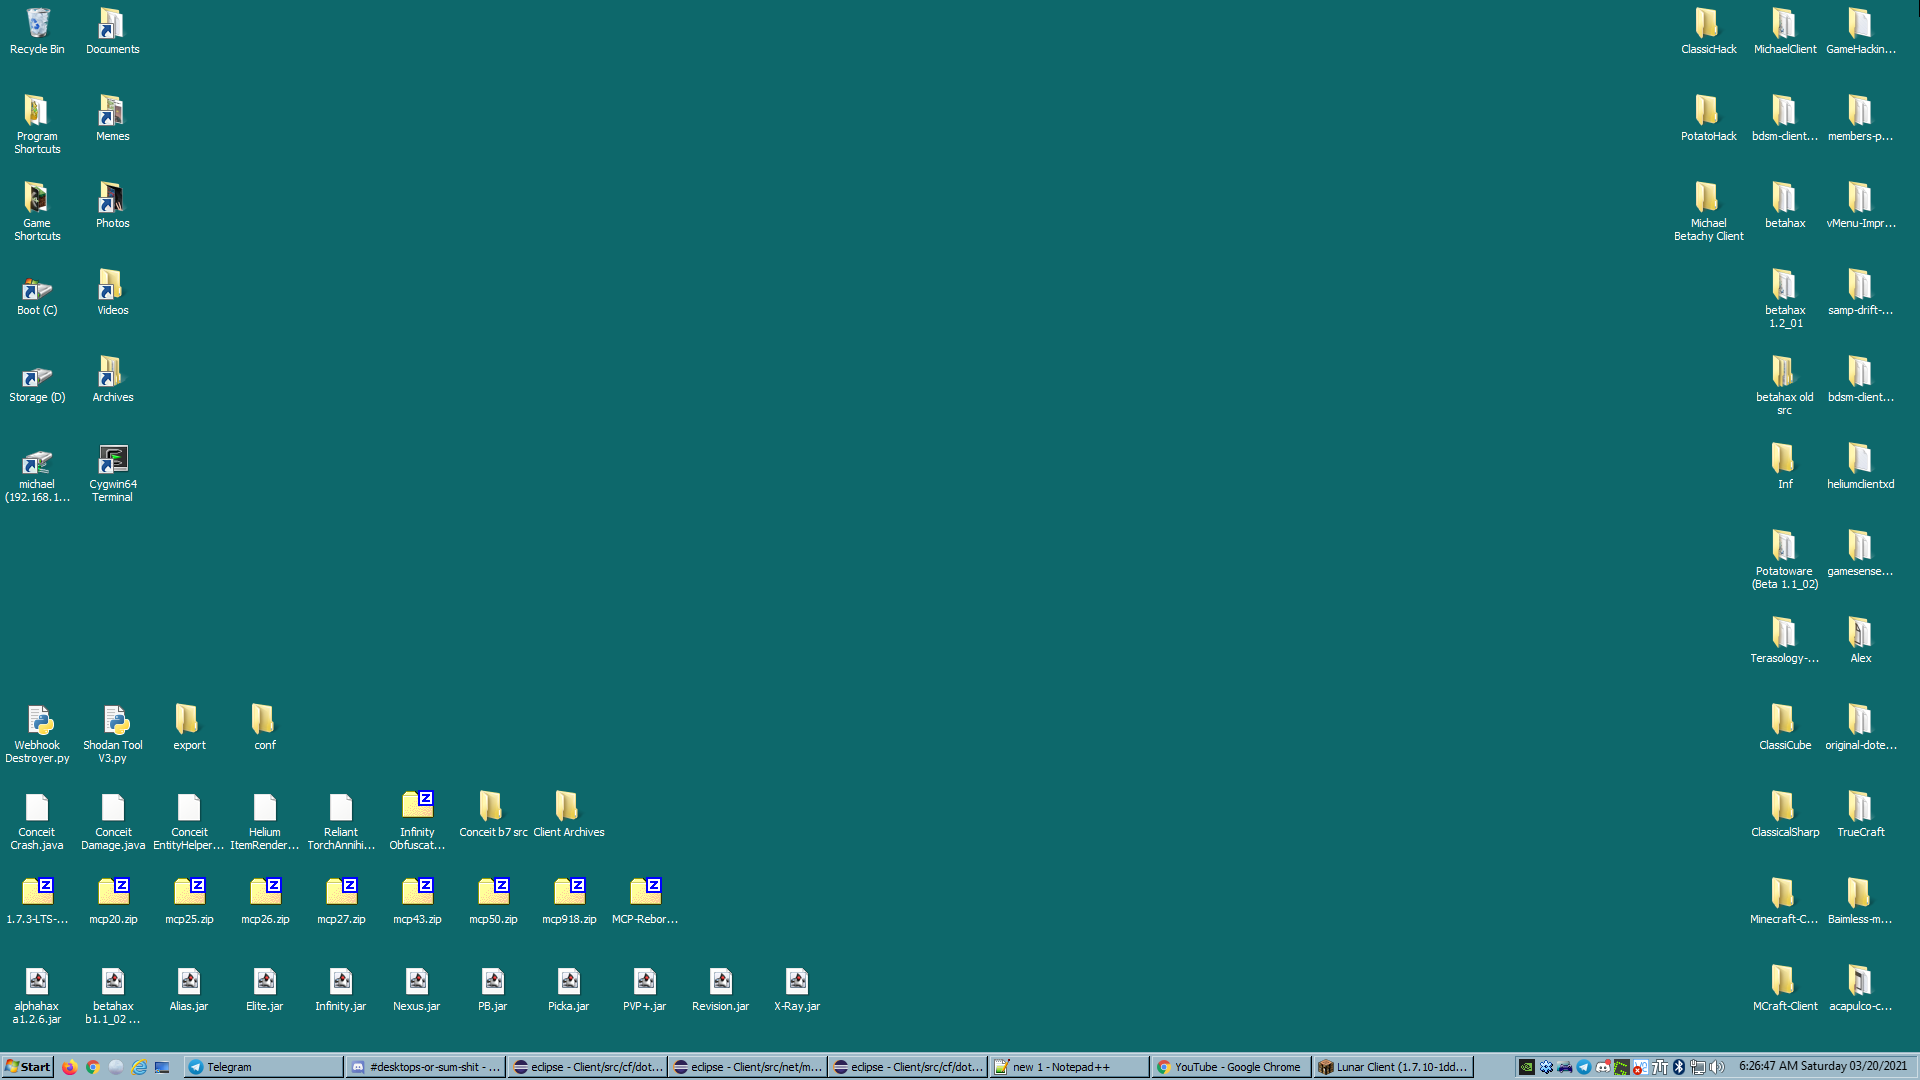 Recycle Bin
Documents
ClassicHack
MichaelClient
GameHackin...
Program
Shortcuts
Memes
PotatoHack
bdsm-client...
members-p...
Game
Shortcuts
Photos
Michael
Betachy Client
betahax
vMenu-Impr...
Boot (C)
Videos
betahax
1.2_01
samp-drift-...
Storage (D)
Archives
betahax old
src
bdsm-client...
michael
(192.168.1...
Cygwin64
Terminal
Inf
heliumclientxd
Potatoware
(Beta 1.1_02)
gamesense...
Terasology-...
Alex
Webhook
Destroyer.py
Shodan Tool
V3.py
export
conf
ClassiCube
original-dote...
Conceit
Crash.java
Conceit
Damage.java
Conceit
EntityHelper...
Helium
ItemRender...
Reliant
TorchAnnihi...
Infinity
Obfuscat...
Conceit b7 src
Client Archives
ClassicalSharp
TrueCraft
1.7.3-LTS-...
mcp20.zip
mcp25.zip
mcp26.zip
mcp27.zip
mcp43.zip
mcp50.zip
mcp918.zip
MCP-Rebor...
Minecraft-C...
Baimless-m...
alphahax
a1.2.6.jar
betahax
b1.1_02 ...
Alias.jar
Elite.jar
Infinity.jar
Nexus.jar
PB.jar
Picka.jar
PVP+.jar
Revision.jar
X-Ray.jar
MCraft-Client
acapulco-c...
Start
Telegram
#desktops-or-sum-shit - ...
eclipse - Client/src/cf/dot...
eclipse - Client/src/net/m...
eclipse - Client/src/cf/dot...
new 1 - Notepad++
YouTube - Google Chrome
Lunar Client (1.7.10-1dd...
6:26:47 AM Saturday 03/20/2021